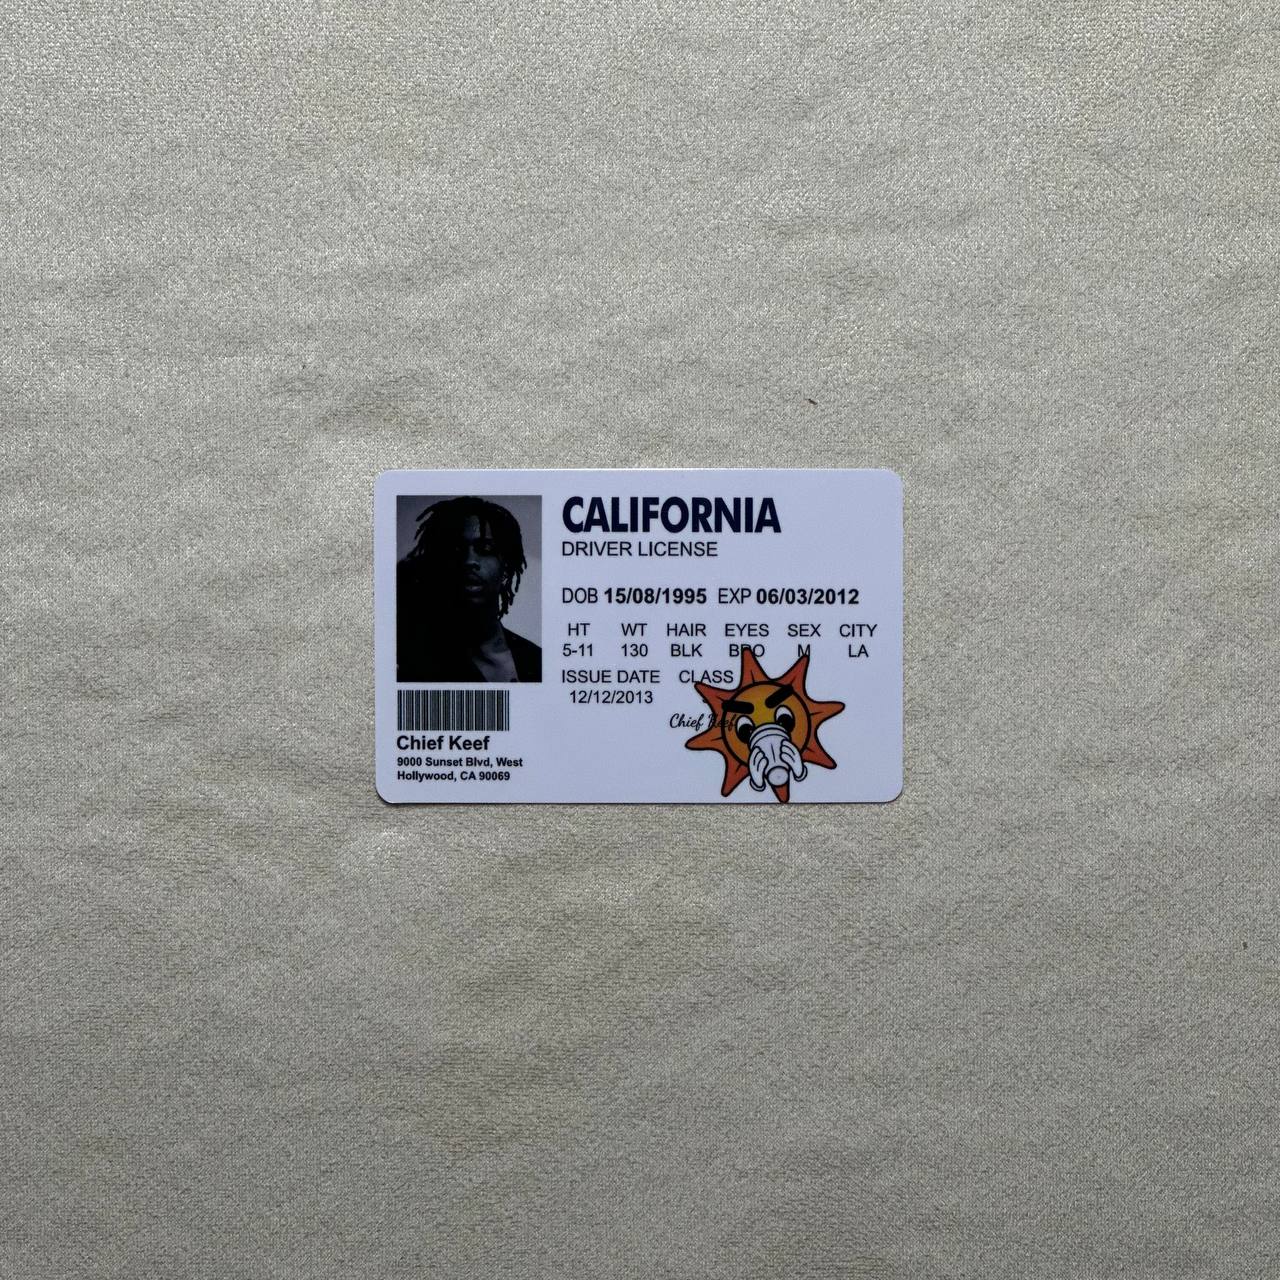 CALIFORNIA
DRIVER LICENSE
DOB 15/08/1995 EXP 06/03/2012
HT WT HAIR EYES SEX CITY
5-11 130 BLK BRO M LA
ISSUE DATE CLASS
12/12/2013
Chief Keef
Chief Keef
9000 Sunset Blvd, West
Hollywood, CA 90069